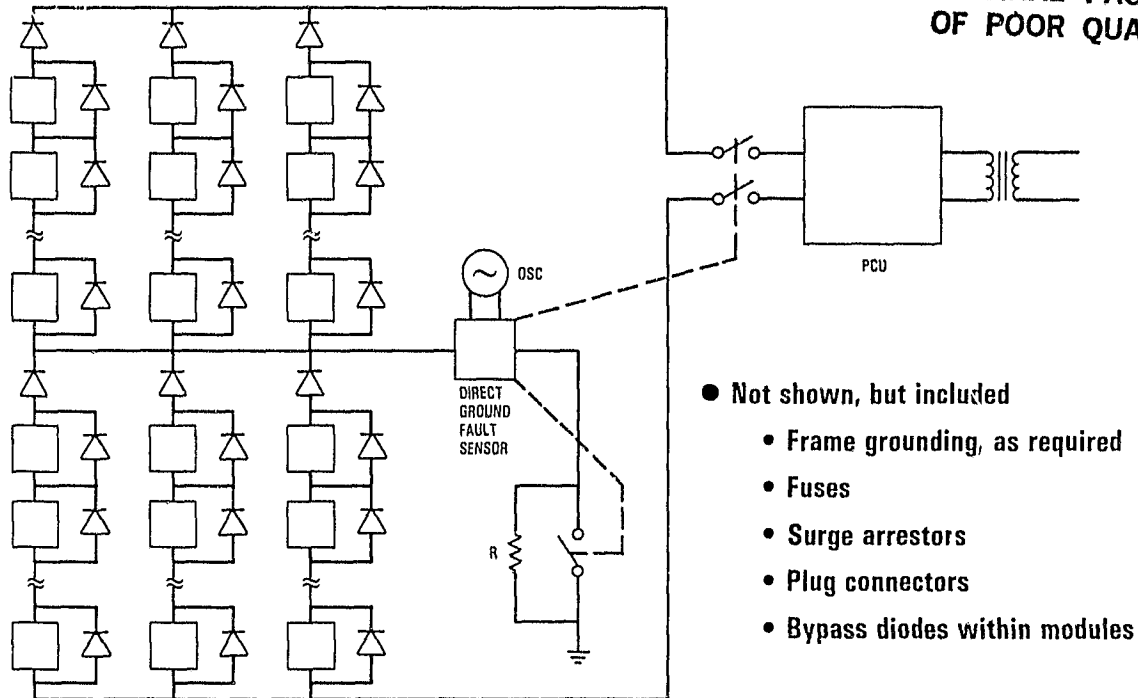 OF POOR QUA
OSC
PCU
DIRECT
GROUND
FAULT
SENSOR
R
● Not shown, but included
• Frame grounding, as required
• Fuses
• Surge arrestors
• Plug connectors
• Bypass diodes within modules